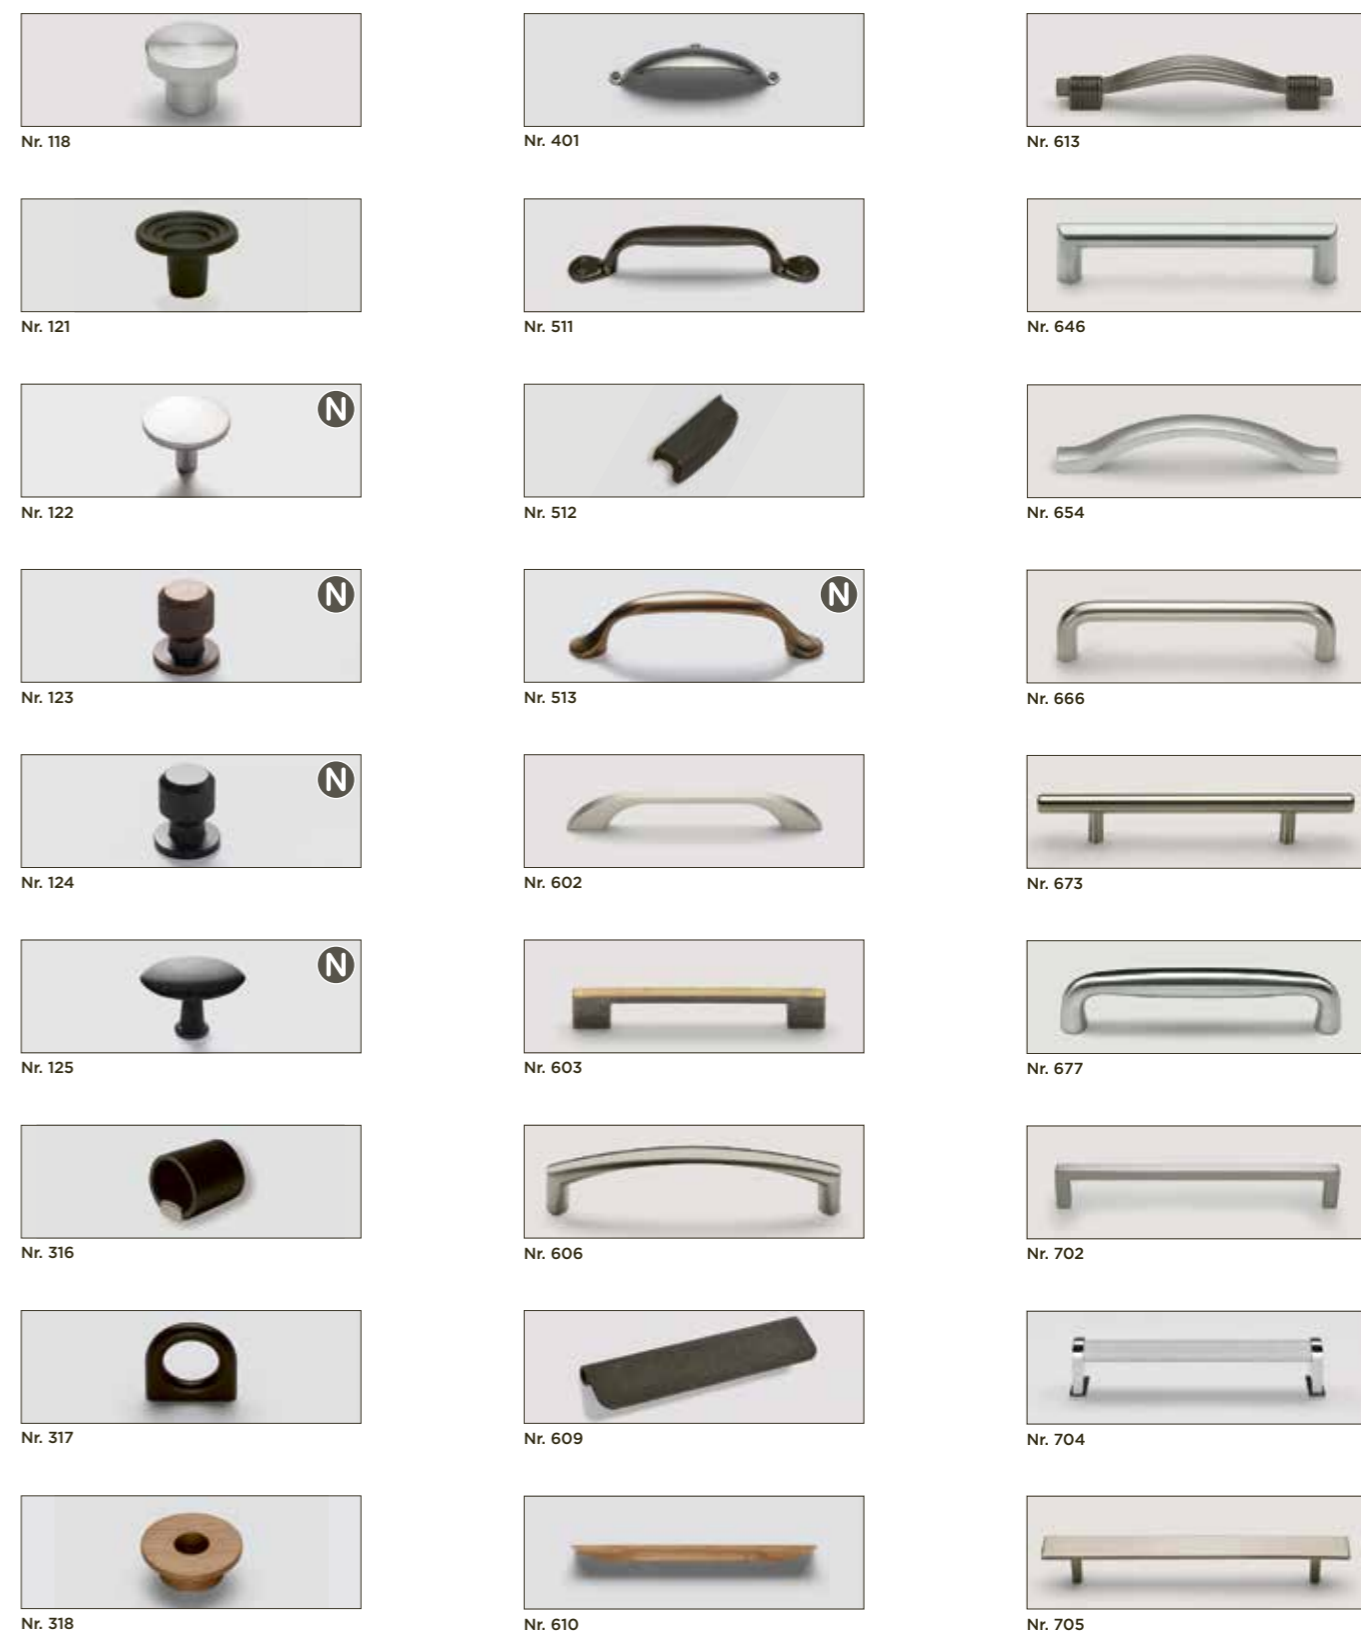 Nr. 118
Nr. 401
Nr. 613
Nr. 121
Nr. 511
Nr. 646
N
Nr. 122
Nr. 512
Nr. 654
N
N
Nr. 123
Nr. 513
Nr. 666
N
Nr. 124
Nr. 602
Nr. 673
N
Nr. 125
Nr. 603
Nr. 677
Nr. 316
Nr. 606
Nr. 702
Nr. 317
Nr. 609
Nr. 704
Nr. 318
Nr. 610
Nr. 705